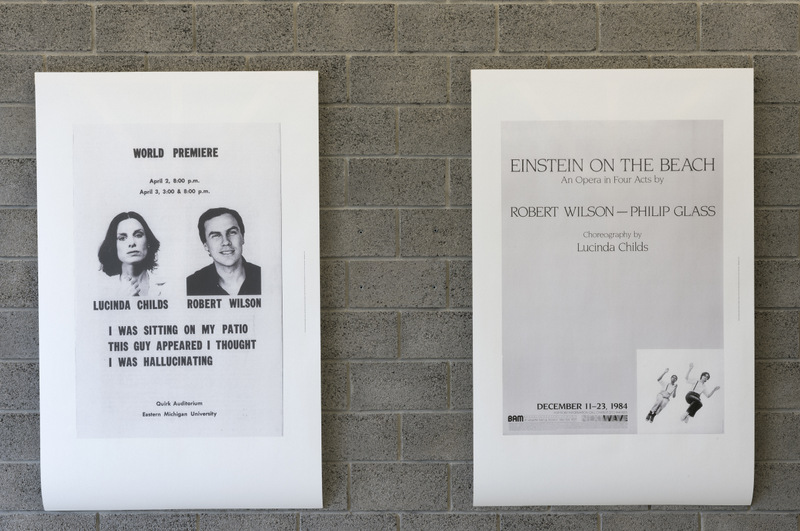 WORLD PREMIERE
April 2, 8:00 p.m.
April 3, 2:00 & 8:00 p.m.
LUCINDA CHILDS
ROBERT WILSON
I WAS SITTING ON MY PATIO
THIS GUY APPEARED I THOUGHT
I WAS HALLUCINATING
Quirk Auditorium
Eastern Michigan University
EINSTEIN ON THE BEACH
An Opera in Four Acts by
ROBERT WILSON—PHILIP GLASS
Choreography by
Lucinda Childs
DECEMBER 11–23, 1984
BAM
WAVE